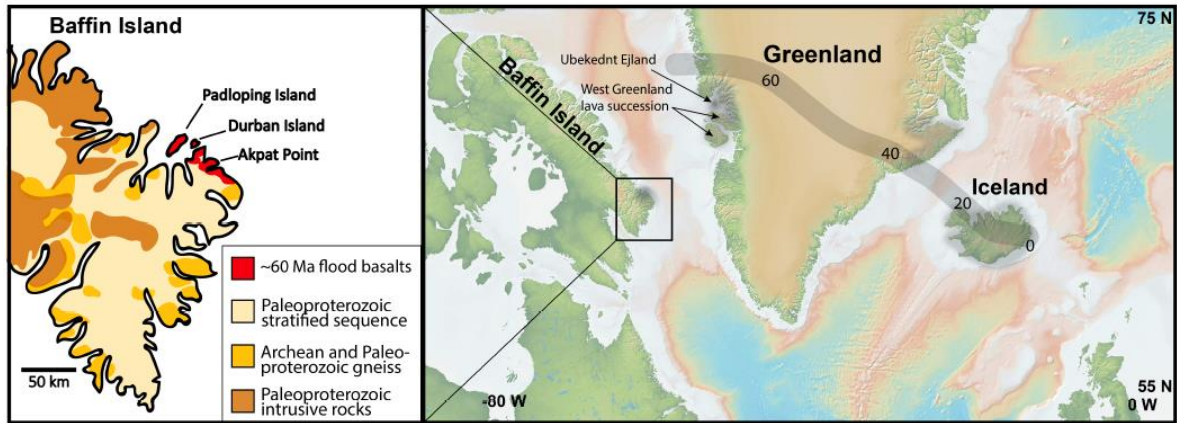 Baffin Island
Padloping Island
Durban Island
Akpat Point
~60 Ma flood basalts
Paleoproterozoic
stratified sequence
Archean and Paleo-
proterozoic gneiss
Paleoproterozoic
intrusive rocks
50 km
75 N
Greenland
Ubekednt Ejland
60
West Greenland
lava succession
Baffin Island
40
Iceland
20
0
-80 W
55 N
0 W